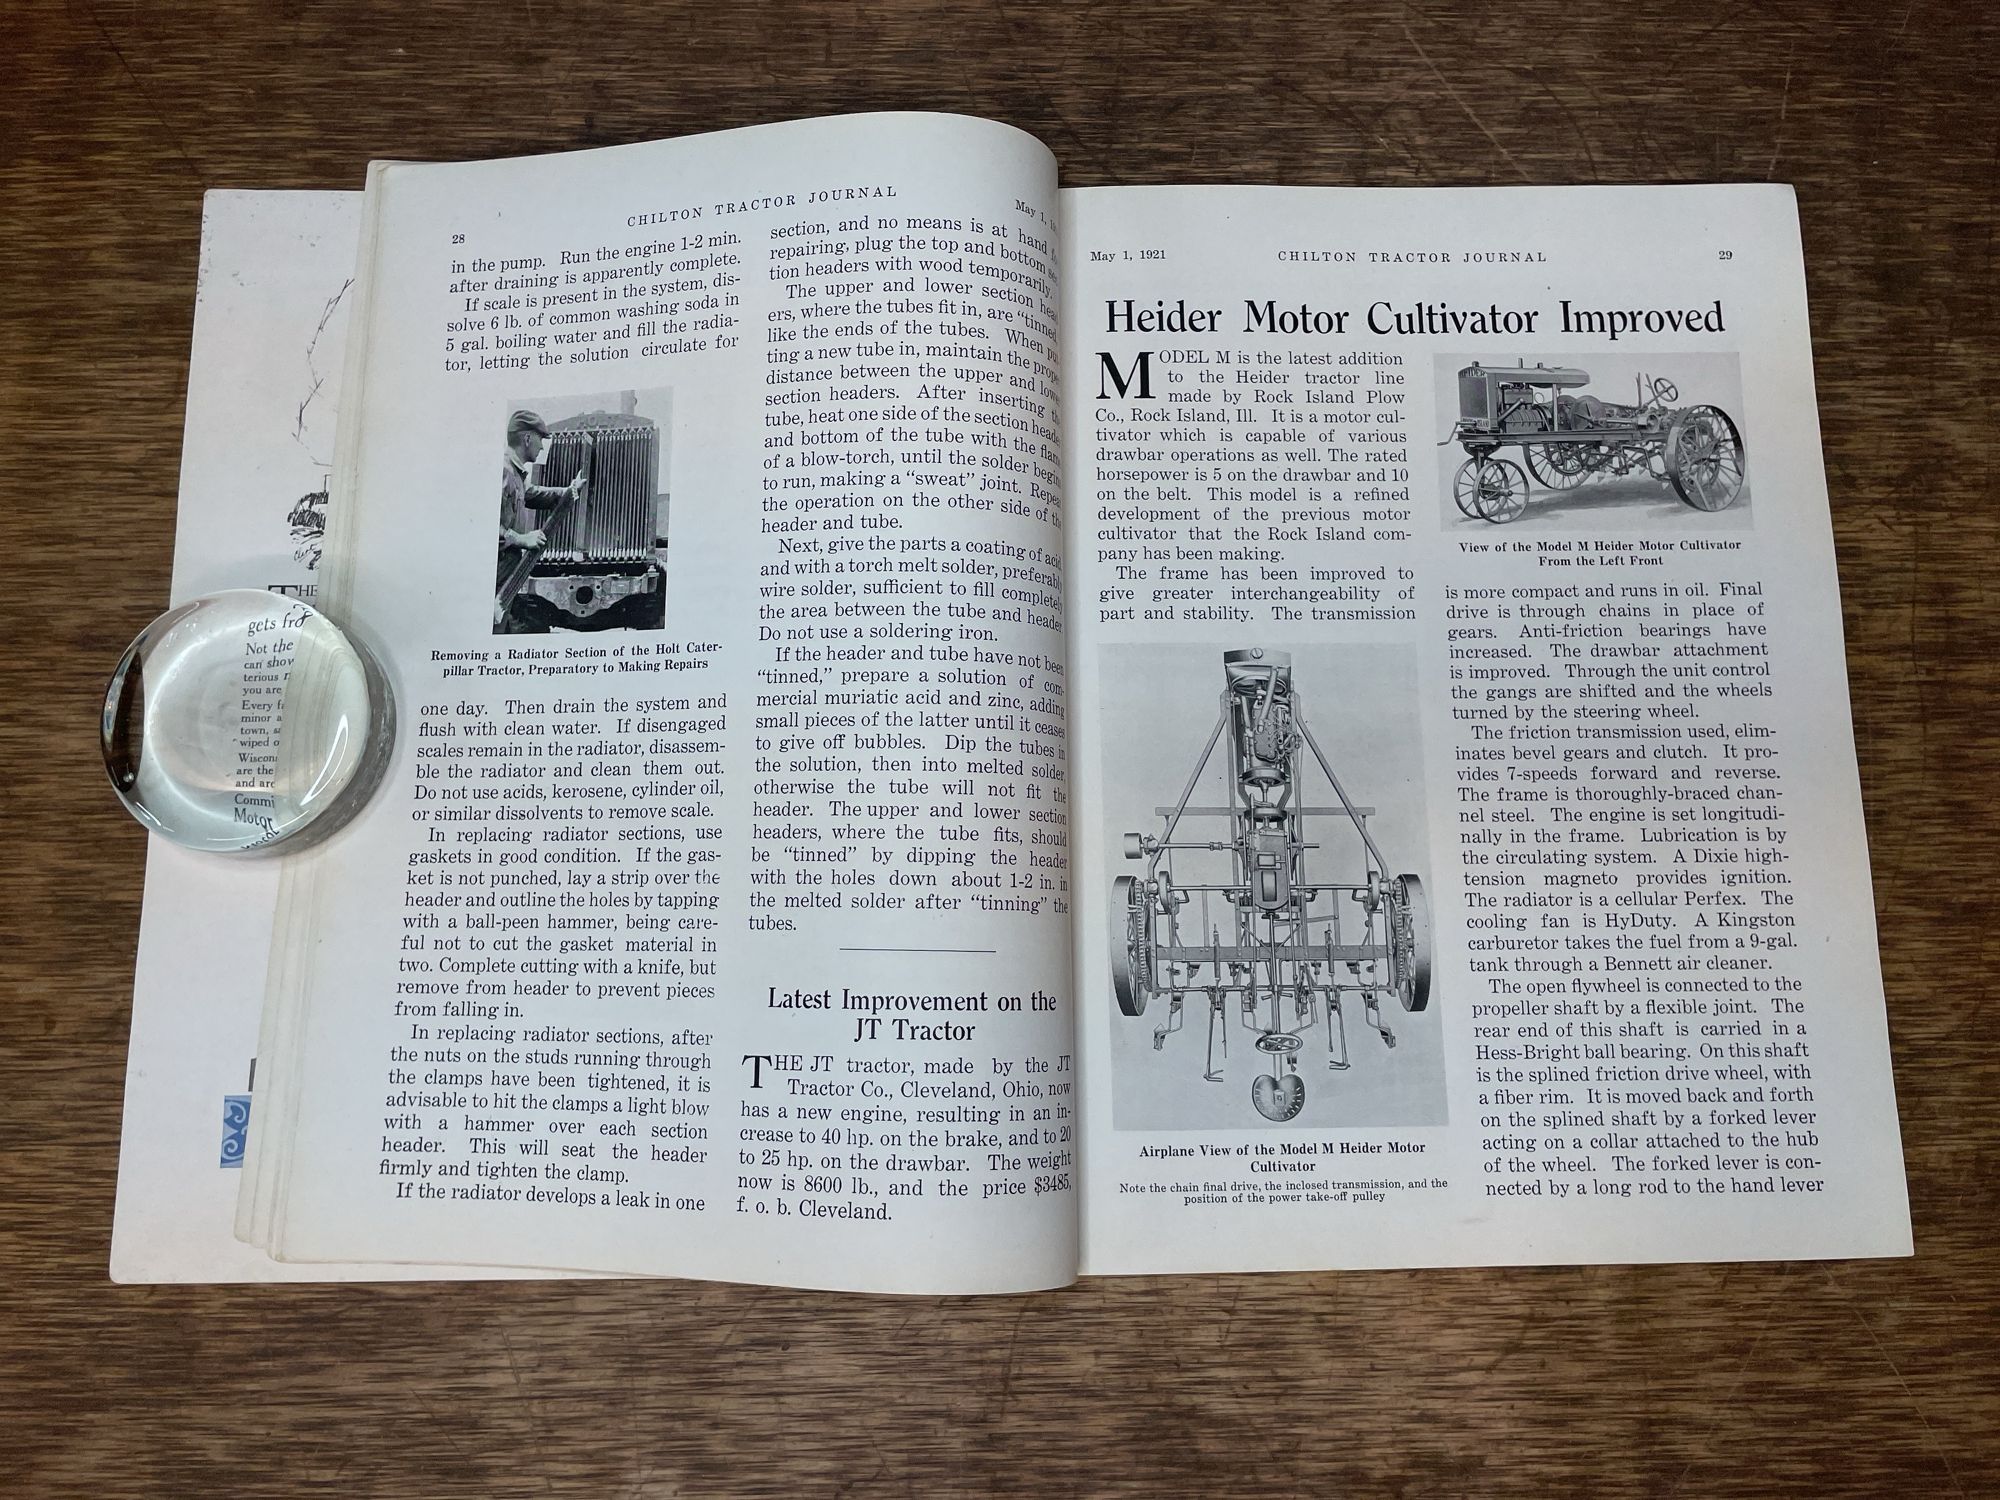 28
CHILTON TRACTOR JOURNAL
May 1,
in the pump. Run the engine 1-2 min.
after draining is apparently complete.
If scale is present in the system, dis-
solve 6 lb. of common washing soda in
5 gal. boiling water and fill the radia-
tor, letting the solution circulate for
Removing a Radiator Section of the Holt Cater-
pillar Tractor, Preparatory to Making Repairs
one day. Then drain the system and
flush with clean water. If disengaged
scales remain in the radiator, disassem-
ble the radiator and clean them out.
Do not use acids, kerosene, cylinder oil,
or similar dissolvents to remove scale.
In replacing radiator sections, use
gaskets in good condition. If the gas-
ket is not punched, lay a strip over the
header and outline the holes by tapping
with a ball-peen hammer, being care-
ful not to cut the gasket material in
two. Complete cutting with a knife, but
remove from header to prevent pieces
from falling in.
In replacing radiator sections, after
the nuts on the studs running through
the clamps have been tightened, it is
advisable to hit the clamps a light blow
with a hammer over each section
header. This will seat the header
firmly and tighten the clamp.
If the radiator develops a leak in one
section, and no means is at hand
repairing, plug the top and bottom
tion headers with wood temporarily.
The upper and lower section
ers, where the tubes fit in, are "tinned
like the ends of the tubes. When
ting a new tube in, maintain the
distance between the upper and
section headers. After inserting
tube, heat one side of the section
and bottom of the tube with the
of a blow-torch, until the solder
to run, making a "sweat" joint.
the operation on the other side of
header and tube.
Next, give the parts a coating of acid
and with a torch melt solder, preferably
wire solder, sufficient to fill completely
the area between the tube and header.
Do not use a soldering iron.
If the header and tube have not been
"tinned," prepare a solution of com-
mercial muriatic acid and zinc, adding
small pieces of the latter until it ceases
to give off bubbles. Dip the tubes in
the solution, then into melted solder,
otherwise the tube will not fit the
header. The upper and lower section
headers, where the tube fits, should
be "tinned" by dipping the header
with the holes down about 1-2 in. in
the melted solder after "tinning" the
tubes.
Latest Improvement on the
JT Tractor
THE JT tractor, made by the JT
Tractor Co., Cleveland, Ohio, now
has a new engine, resulting in an in-
crease to 40 hp. on the brake, and to 20
to 25 hp. on the drawbar. The weight
now is 8600 lb., and the price $3485,
f. o. b. Cleveland.
May 1, 1921
CHILTON TRACTOR JOURNAL
29
Heider Motor Cultivator Improved
MODEL M is the latest addition
to the Heider tractor line
made by Rock Island Plow
Co., Rock Island, Ill. It is a motor cul-
tivator which is capable of various
drawbar operations as well. The rated
horsepower is 5 on the drawbar and 10
on the belt. This model is a refined
development of the previous motor
cultivator that the Rock Island com-
pany has been making.
The frame has been improved to
give greater interchangeability of
part and stability. The transmission
Airplane View of the Model M Heider Motor
Cultivator
Note the chain final drive, the inclosed transmission, and the
position of the power take-off pulley
HEIDER
View of the Model M Heider Motor Cultivator
From the Left Front
is more compact and runs in oil. Final
drive is through chains in place of
gears. Anti-friction bearings have
increased. The drawbar attachment
is improved. Through the unit control
the gangs are shifted and the wheels
turned by the steering wheel.
The friction transmission used, elim-
inates bevel gears and clutch. It pro-
vides 7-speeds forward and reverse.
The frame is thoroughly-braced chan-
nel steel. The engine is set longitudi-
nally in the frame. Lubrication is by
the circulating system. A Dixie high-
tension magneto provides ignition.
The radiator is a cellular Perfex. The
cooling fan is HyDuty. A Kingston
carburetor takes the fuel from a 9-gal.
tank through a Bennett air cleaner.
The open flywheel is connected to the
propeller shaft by a flexible joint. The
rear end of this shaft is carried in a
Hess-Bright ball bearing. On this shaft
is the splined friction drive wheel, with
a fiber rim. It is moved back and forth
on the splined shaft by a forked lever
acting on a collar attached to the hub
of the wheel. The forked lever is con-
nected by a long rod to the hand lever
THE
gets
Not the
can show
terious
you are
Every
minor
town,
wiped
are the
and
Motor